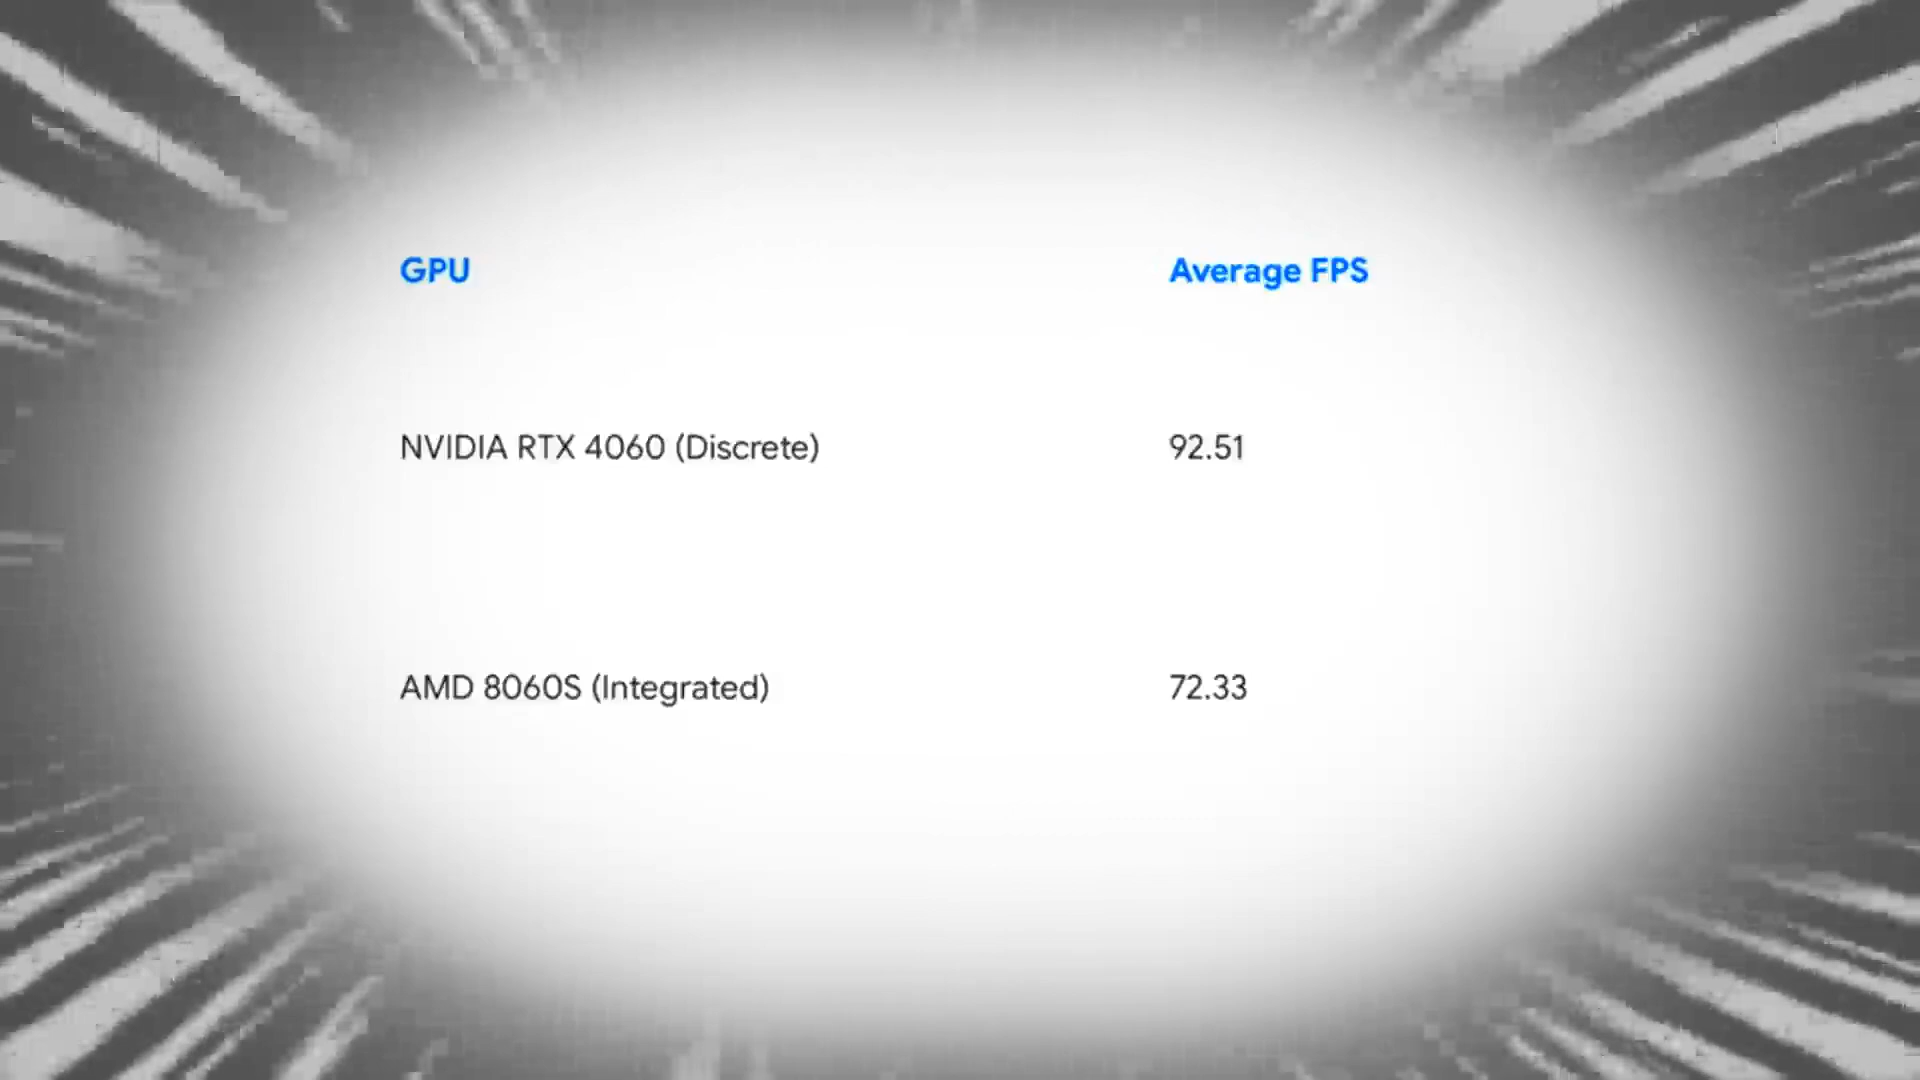 GPU Average FPS
NVIDIA RTX 4060 (Discrete) 92.51
AMD 8060S (Integrated) 72.33